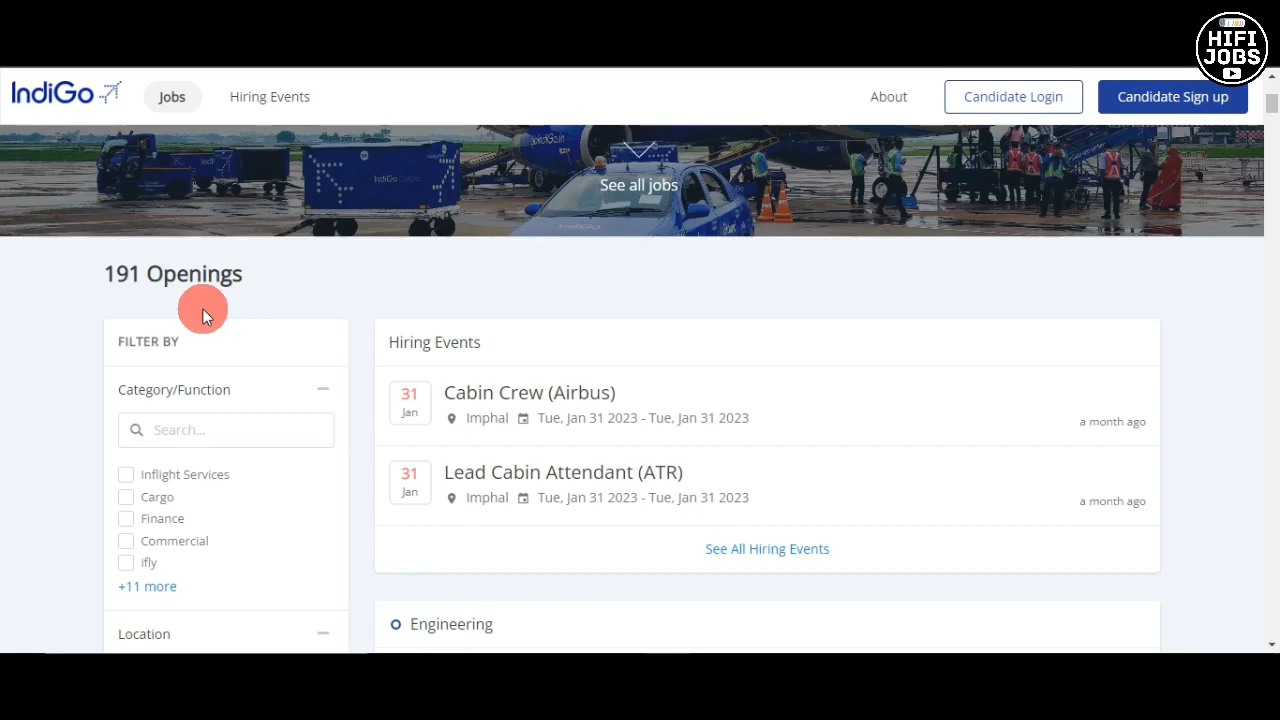 HIFI
JOBS
IndiGo
Jobs
Hiring Events
About
Candidate Login
Candidate Sign up
See all jobs
191 Openings
FILTER BY
Category/Function
Search...
Inflight Services
Cargo
Finance
Commercial
ifly
+11 more
Location
Hiring Events
31
Jan
Cabin Crew (Airbus)
Imphal Tue, Jan 31 2023 - Tue, Jan 31 2023
a month ago
31
Jan
Lead Cabin Attendant (ATR)
Imphal Tue, Jan 31 2023 - Tue, Jan 31 2023
a month ago
See All Hiring Events
Engineering